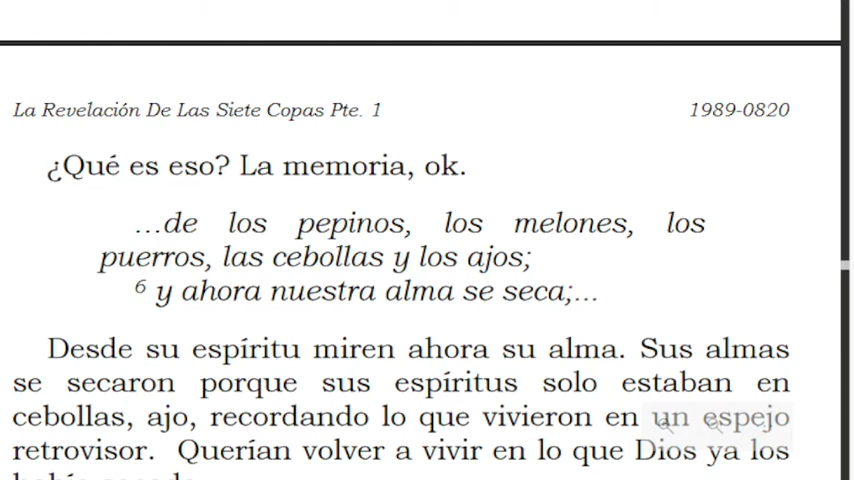 La Revelación De Las Siete Copas Pte. 1 1989-0820
¿Qué es eso? La memoria, ok.
...de los pepinos, los melones, los
puerros, las cebollas y los ajos;
6 y ahora nuestra alma se seca;...
Desde su espíritu miren ahora su alma. Sus almas
se secaron porque sus espíritus solo estaban en
cebollas, ajo, recordando lo que vivieron en un espejo
retrovisor. Querían volver a vivir en lo que Dios ya los